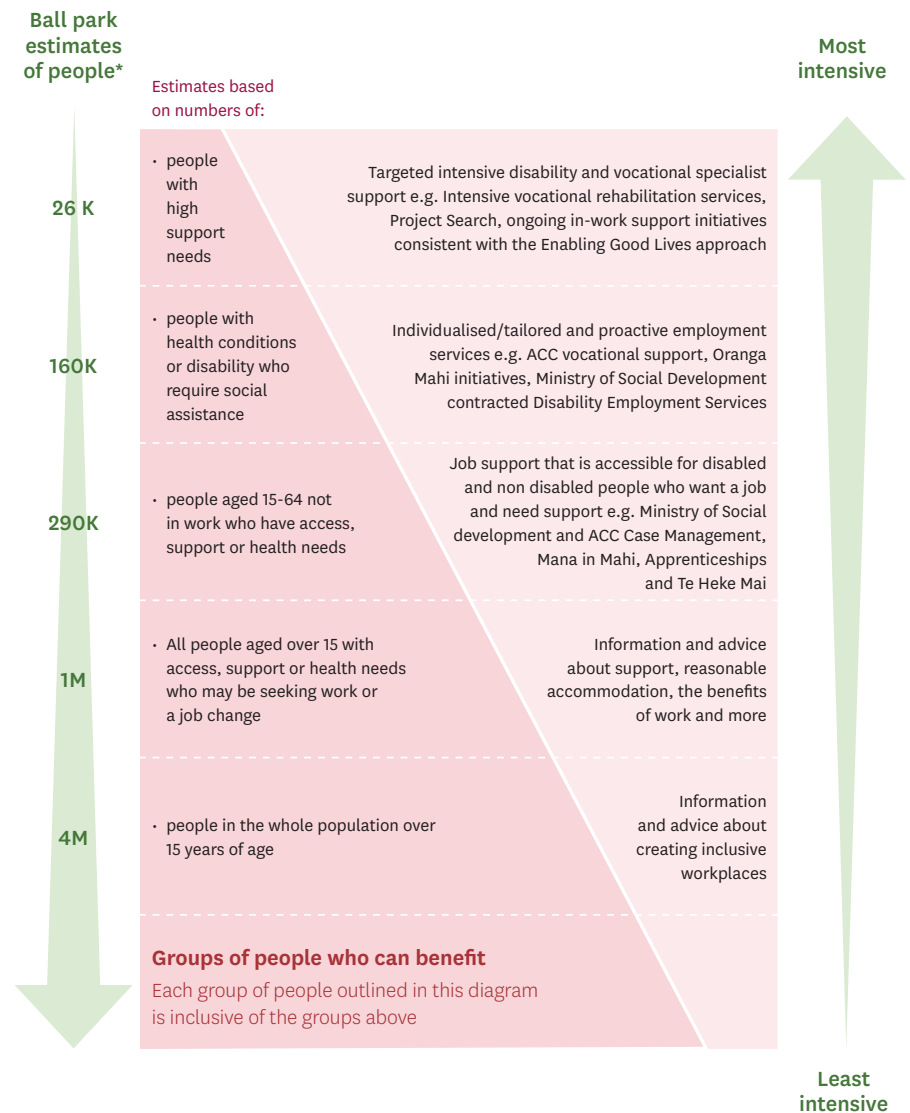 Ball park
estimates
of people*
Most
intensive
Estimates based
on numbers of:
26 K
• people
with
high
support
needs
Targeted intensive disability and vocational specialist
support e.g. Intensive vocational rehabilitation services,
Project Search, ongoing in-work support initiatives
consistent with the Enabling Good Lives approach
160K
• people with
health conditions
or disability who
require social
assistance
Individualised/tailored and proactive employment
services e.g. ACC vocational support, Oranga
Mahi initiatives, Ministry of Social Development
contracted Disability Employment Services
290K
• people aged 15-64 not
in work who have access,
support or health needs
Job support that is accessible for disabled
and non disabled people who want a job
and need support e.g. Ministry of Social
development and ACC Case Management,
Mana in Mahi, Apprenticeships
and Te Heke Mai
1M
• All people aged over 15 with
access, support or health needs
who may be seeking work or
a job change
Information and advice
about support, reasonable
accommodation, the benefits
of work and more
4M
• people in the whole population over
15 years of age
Information
and advice about
creating inclusive
workplaces
Groups of people who can benefit
Each group of people outlined in this diagram
is inclusive of the groups above
Least
intensive